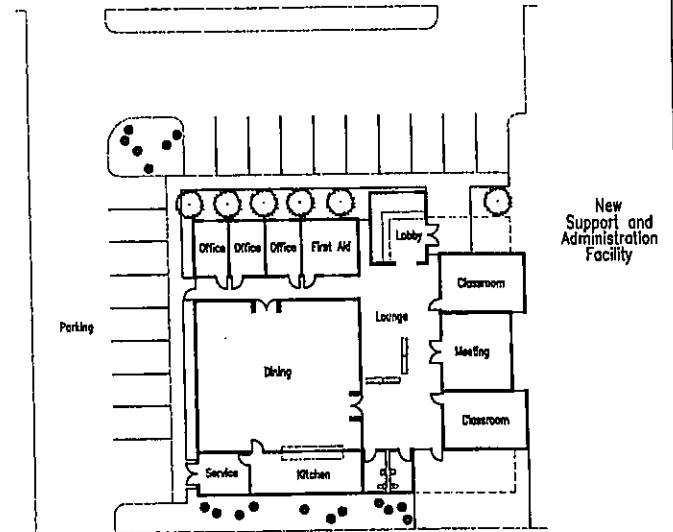 New
Support and
Administration
Facility
Office Office Office First Aid
Lobby
Classroom
Lounge
Parking
Meeting
Dining
Classroom
Service
Kitchen